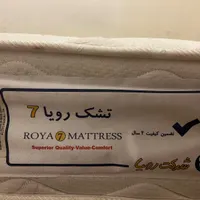 تشک رویا 7
ROYA 7 MATTRESS
Superior Quality-Value-Comfort
تضمین کیفیت ۲ سال
شرکت رویا